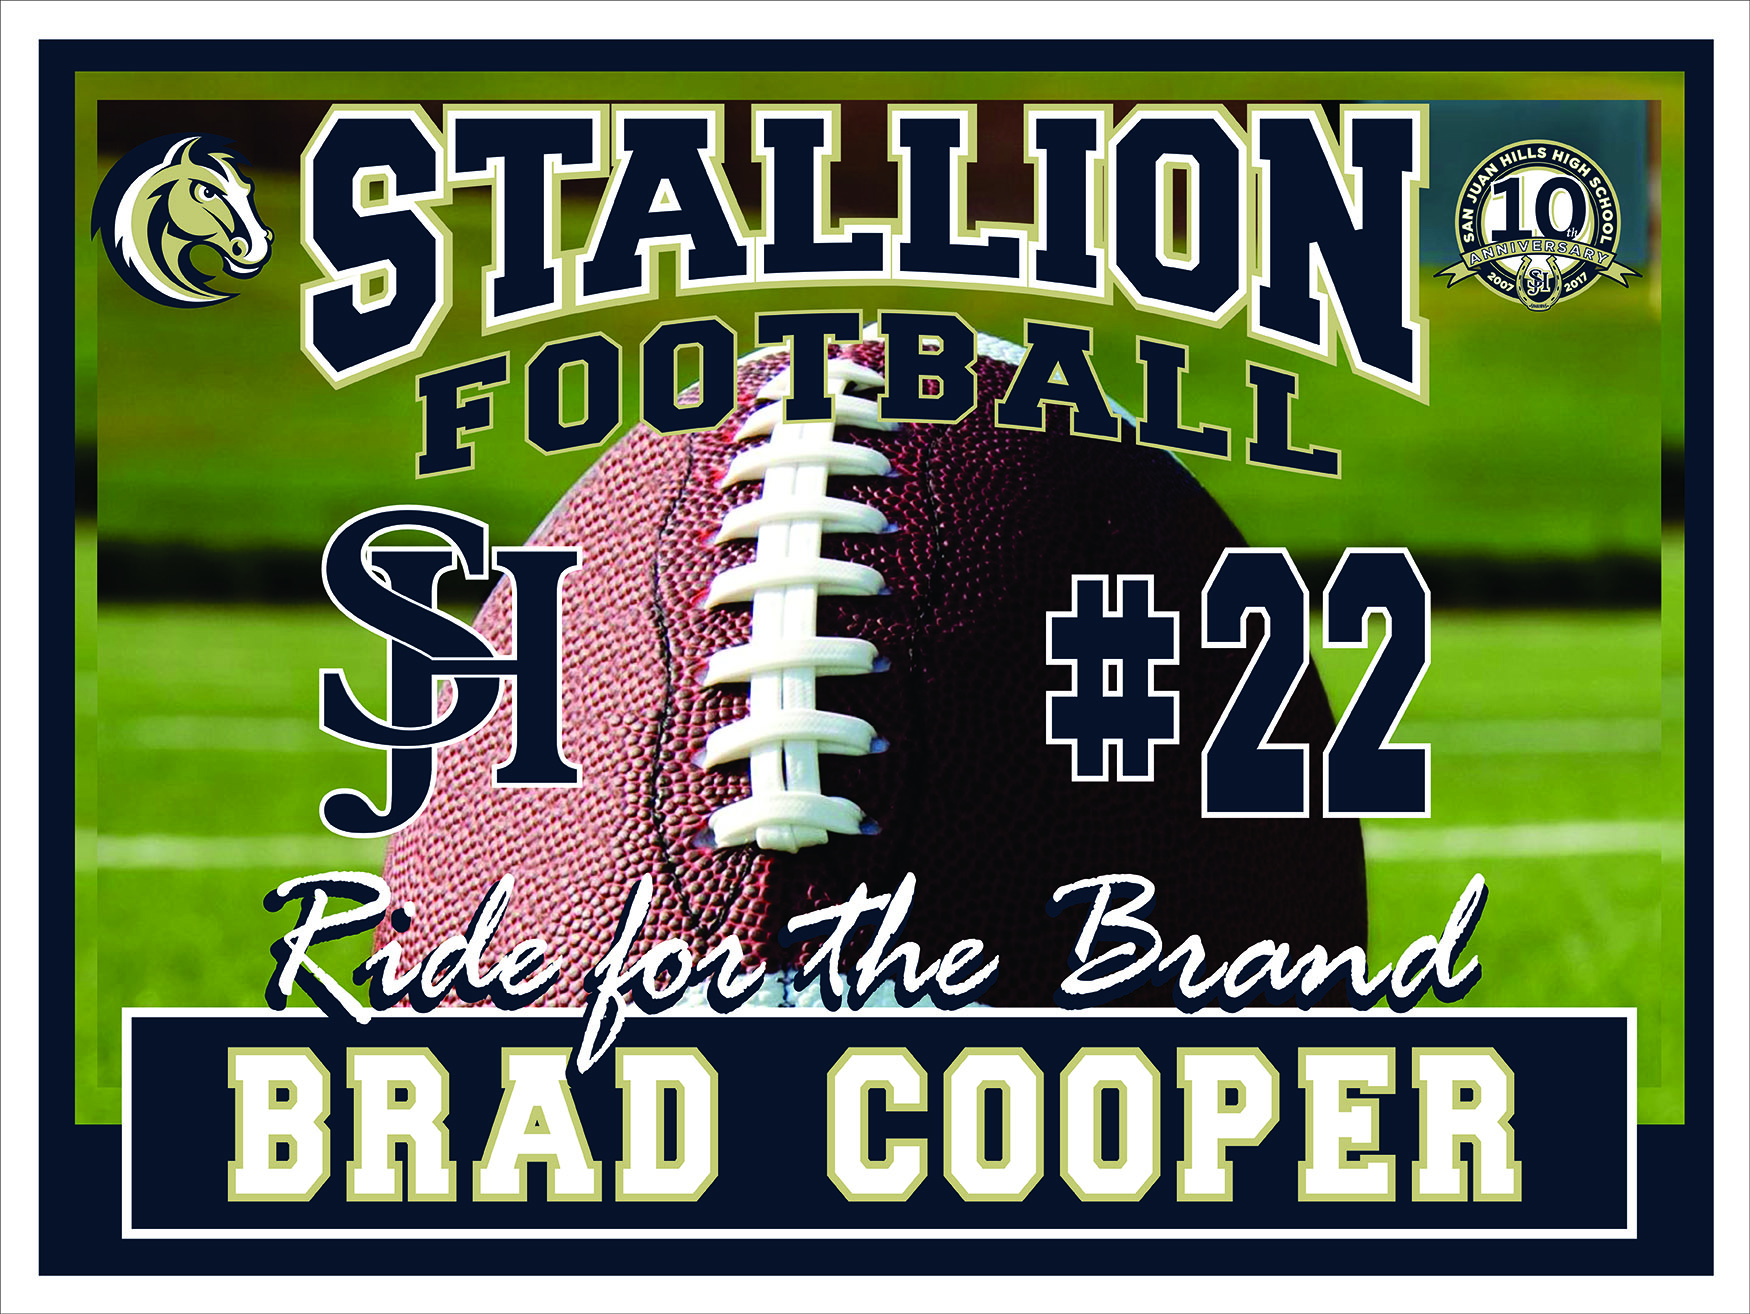 STALLION
FOOTBALL
SAN JUAN HILLS HIGH SCHOOL
10th
ANNIVERSARY
2007 2017
SJH
SJH
#22
Ride for the Brand
BRAD COOPER